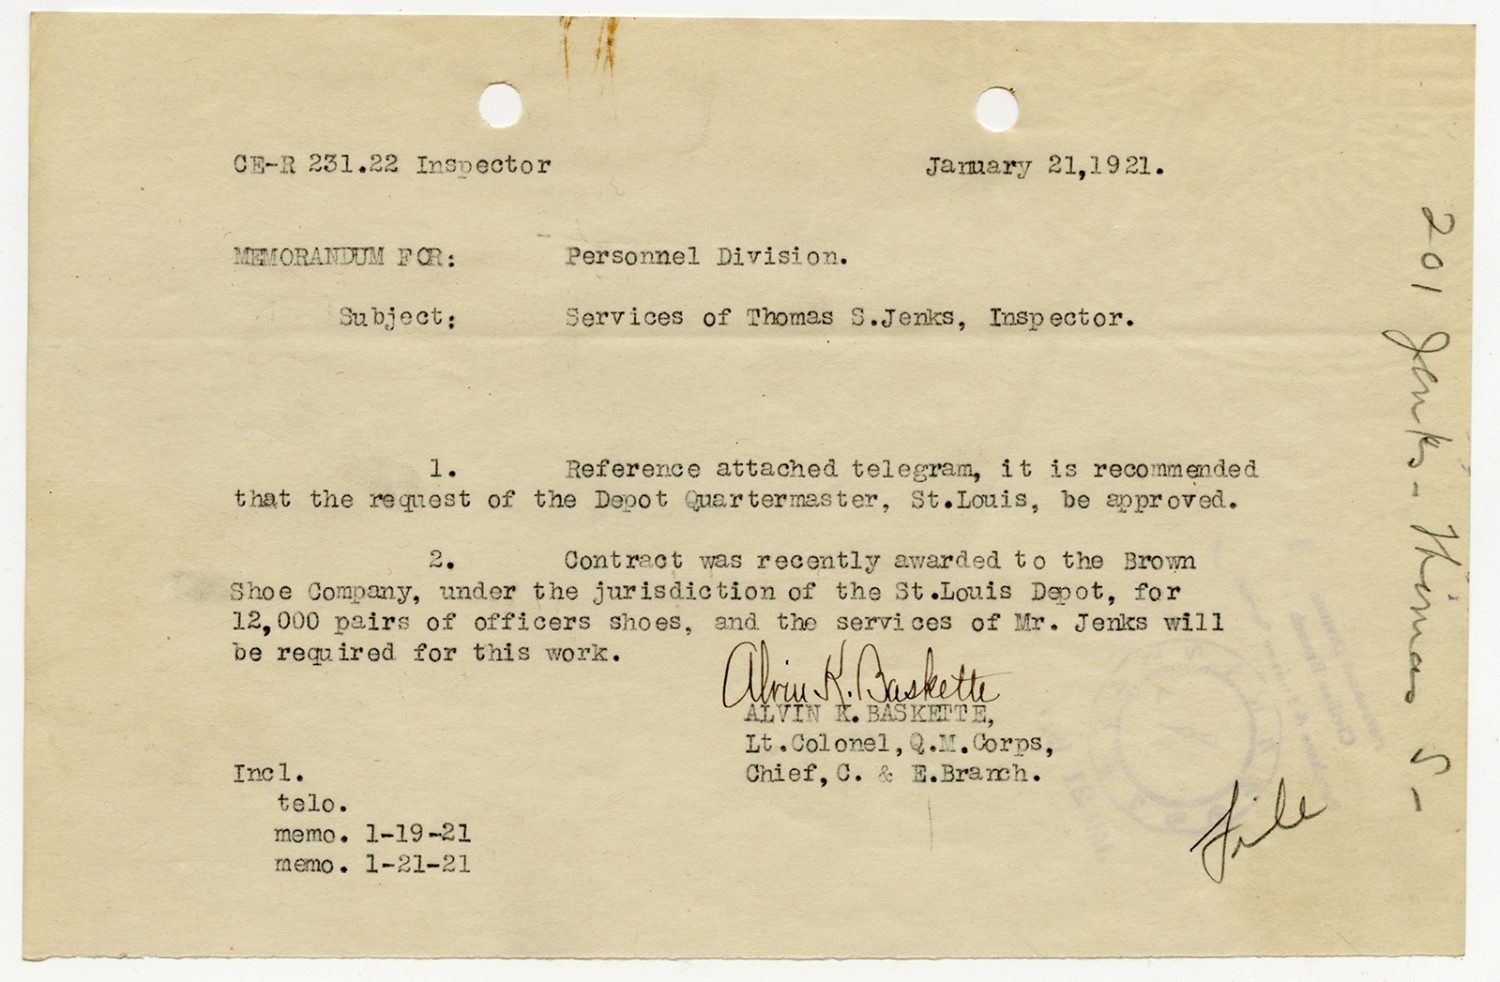 CE-R 231.22 Inspector January 21,1921.
MEMORANDUM FOR: Personnel Division.
Subject: Services of Thomas S.Jenks, Inspector.
1. Reference attached telegram, it is recommended
that the request of the Depot Quartermaster, St.Louis, be approved.
2. Contract was recently awarded to the Brown
Shoe Company, under the jurisdiction of the St.Louis Depot, for
12,000 pairs of officers shoes, and the services of Mr. Jenks will
be required for this work.
Alvin K. Baskette
ALVIN K. BASKETTE,
Lt.Colonel,Q.M.Corps,
Chief,C. & E.Branch.
Incl.
telo.
memo. 1-19-21
memo. 1-21-21
File
201 Jenks - Thomas S -